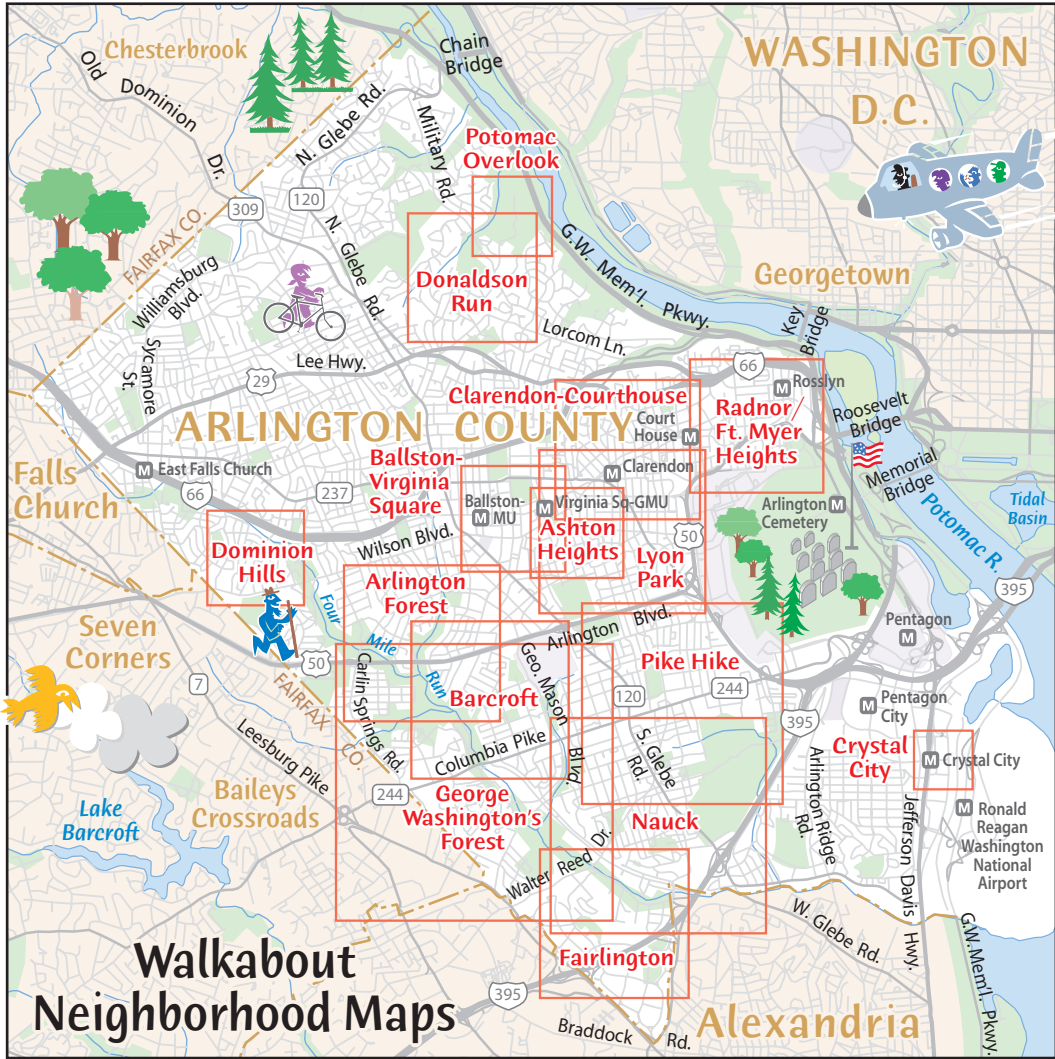 Chesterbrook
Old
Dominion
Dr.
Chain
Bridge
WASHINGTON
D.C.
N. Glebe Rd.
Military Rd.
Potomac
Overlook
120
309
FAIRFAX CO.
N. Glebe Rd.
G.W. Mem'l. Pkwy.
Georgetown
Williamsburg
Blvd.
Donaldson
Run
Key
Bridge
Lorcom Ln.
Sycamore
St.
Lee Hwy.
29
66
M Rosslyn
Clarendon-Courthouse
Radnor/
Ft. Myer
Heights
Roosevelt
Bridge
ARLINGTON COUNTY
Court
House M
Memorial
Bridge
Falls
Church
M East Falls Church
66
237
Ballston-
Virginia
Square
M Clarendon
Ballston-
M MU
M Virginia Sq-GMU
Arlington M
Cemetery
Potomac R.
Tidal
Basin
Wilson Blvd.
Ashton
Heights
50
Lyon
Park
Dominion
Hills
Arlington
Forest
395
Four
Mile
Run
Arlington Blvd.
Pentagon
M
Seven
Corners
50
Carlin Springs Rd.
Geo. Mason
Blvd.
Pike Hike
7
FAIRFAX CO.
Barcroft
120
244
M Pentagon
City
395
Leesburg Pike
Columbia Pike
S. Glebe
Rd.
Arlington Ridge
Rd.
Crystal
City
M Crystal City
Lake
Barcroft
Baileys
Crossroads
244
George
Washington's
Forest
Nauck
Jefferson Davis Hwy.
M Ronald
Reagan
Washington
National
Airport
Walter Reed Dr.
W. Glebe Rd.
G.W. Mem'l. Pkwy.
Walkabout
Neighborhood Maps
Fairlington
395
Braddock Rd.
Alexandria